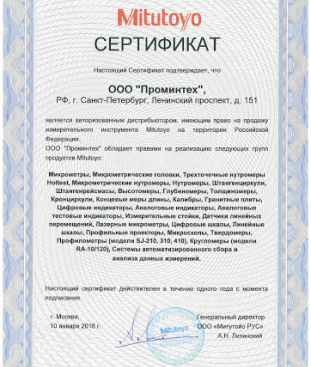 Mitutoyo
СЕРТИФИКАТ
Настоящий Сертификат подтверждает, что
ООО "Проминтех",
РФ, г. Санкт-Петербург, Ленинский проспект, д. 151
является авторизованным дистрибьютором, имеющим право на продажу
измерительного инструмента Mitutoyo на территории Российской
Федерации.
ООО "Проминтех" обладает правами на реализацию следующих групп
продуктов Mitutoyo:
Микрометры, Микрометрические головки, Трехточечные нутромеры
Holtest, Микрометрические нутромеры, Нутромеры, Штангенциркули,
Штангенрейсмасы, Высотомеры, Глубиномеры, Толщиномеры,
Кронциркули, Концевые меры длины, Калибры, Гранитные плиты,
Цифровые индикаторы, Аналоговые индикаторы, Аналоговые
тестовые индикаторы, Измерительные стойки, Датчики линейных
перемещений, Лазерные микрометры, Цифровые шкалы, Линейные
шкалы, Профильные проекторы, Микроскопы, Твердомеры,
Профилометры (модели SJ-210, 310, 410), Кругломеры (модели
RA-10/120), Системы автоматизированного сбора и
анализа данных измерений.
Настоящий сертификат действителен в течение одного года с момента
подписания.
г. Москва,
10 января 2018 г.
Mitutoyo
Генеральный директор
ООО «Митутойо РУС»
А.Н. Лизинский